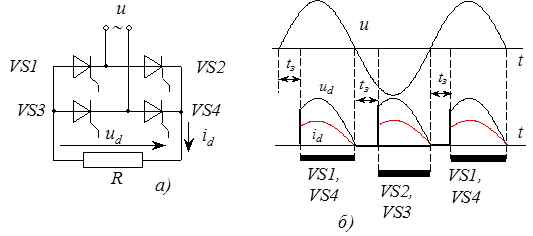 u
~
VS1
VS2
VS3
VS4
u_d
i_d
R
а)
u
t
t_з
t_з
t_з
u_d
i_d
t
VS1,
VS4
VS2,
VS3
VS1,
VS4
б)